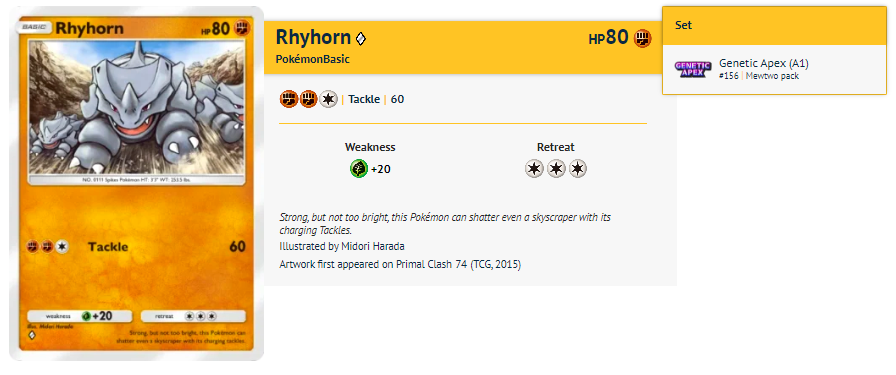 BASIC
Rhyhorn
HP80
NO. 0111 Spikes Pokémon HT: 3'3" WT: 253.5 lbs.
Tackle 60
weakness +20 retreat
Illus. Midori Harada
Strong, but not too bright, this Pokémon can
shatter even a skyscraper with its charging tackles.
Rhyhorn HP80
PokémonBasic
| Tackle | 60
Weakness Retreat
+20
Strong, but not too bright, this Pokémon can shatter even a skyscraper with its
charging Tackles.
Illustrated by Midori Harada
Artwork first appeared on Primal Clash 74 (TCG, 2015)
Set
GENETIC
APEX
Genetic Apex (A1)
#156 | Mewtwo pack